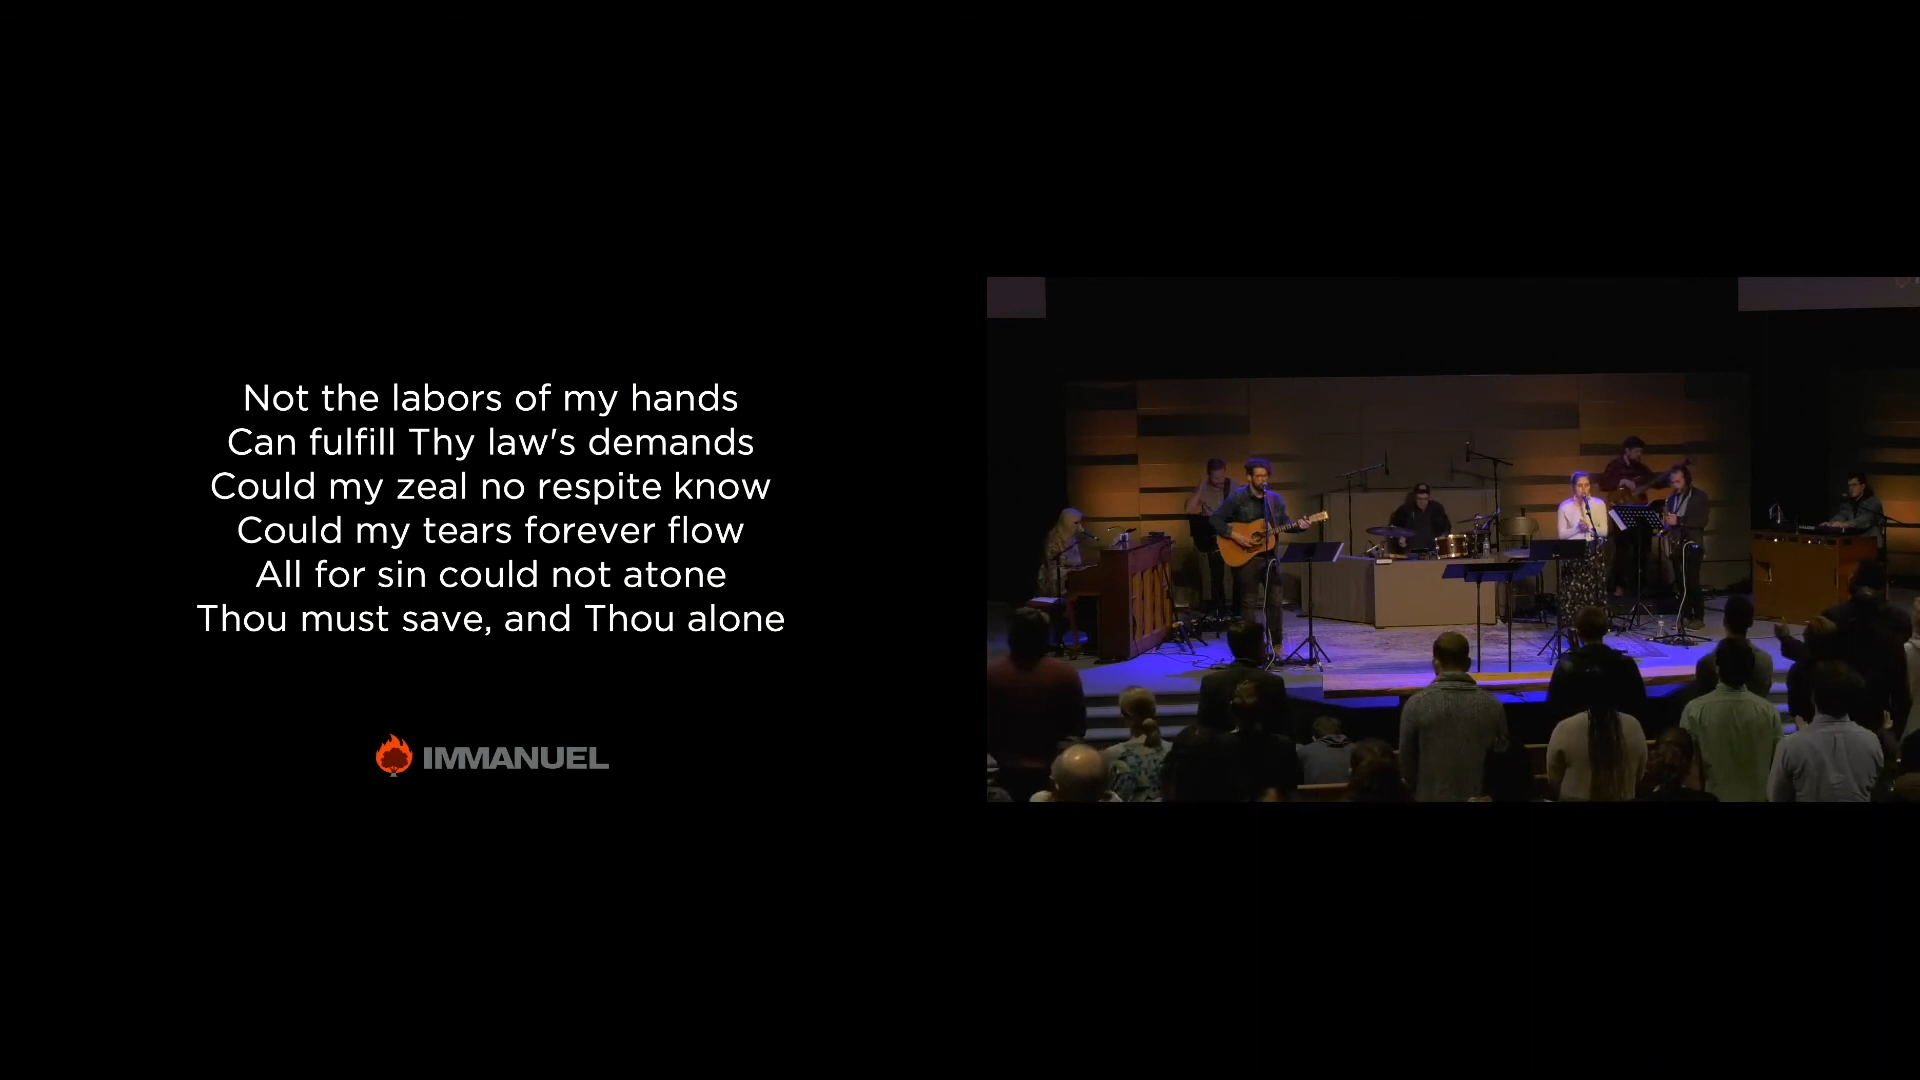 Not the labors of my hands
Can fulfill Thy law's demands
Could my zeal no respite know
Could my tears forever flow
All for sin could not atone
Thou must save, and Thou alone
IMMANUEL